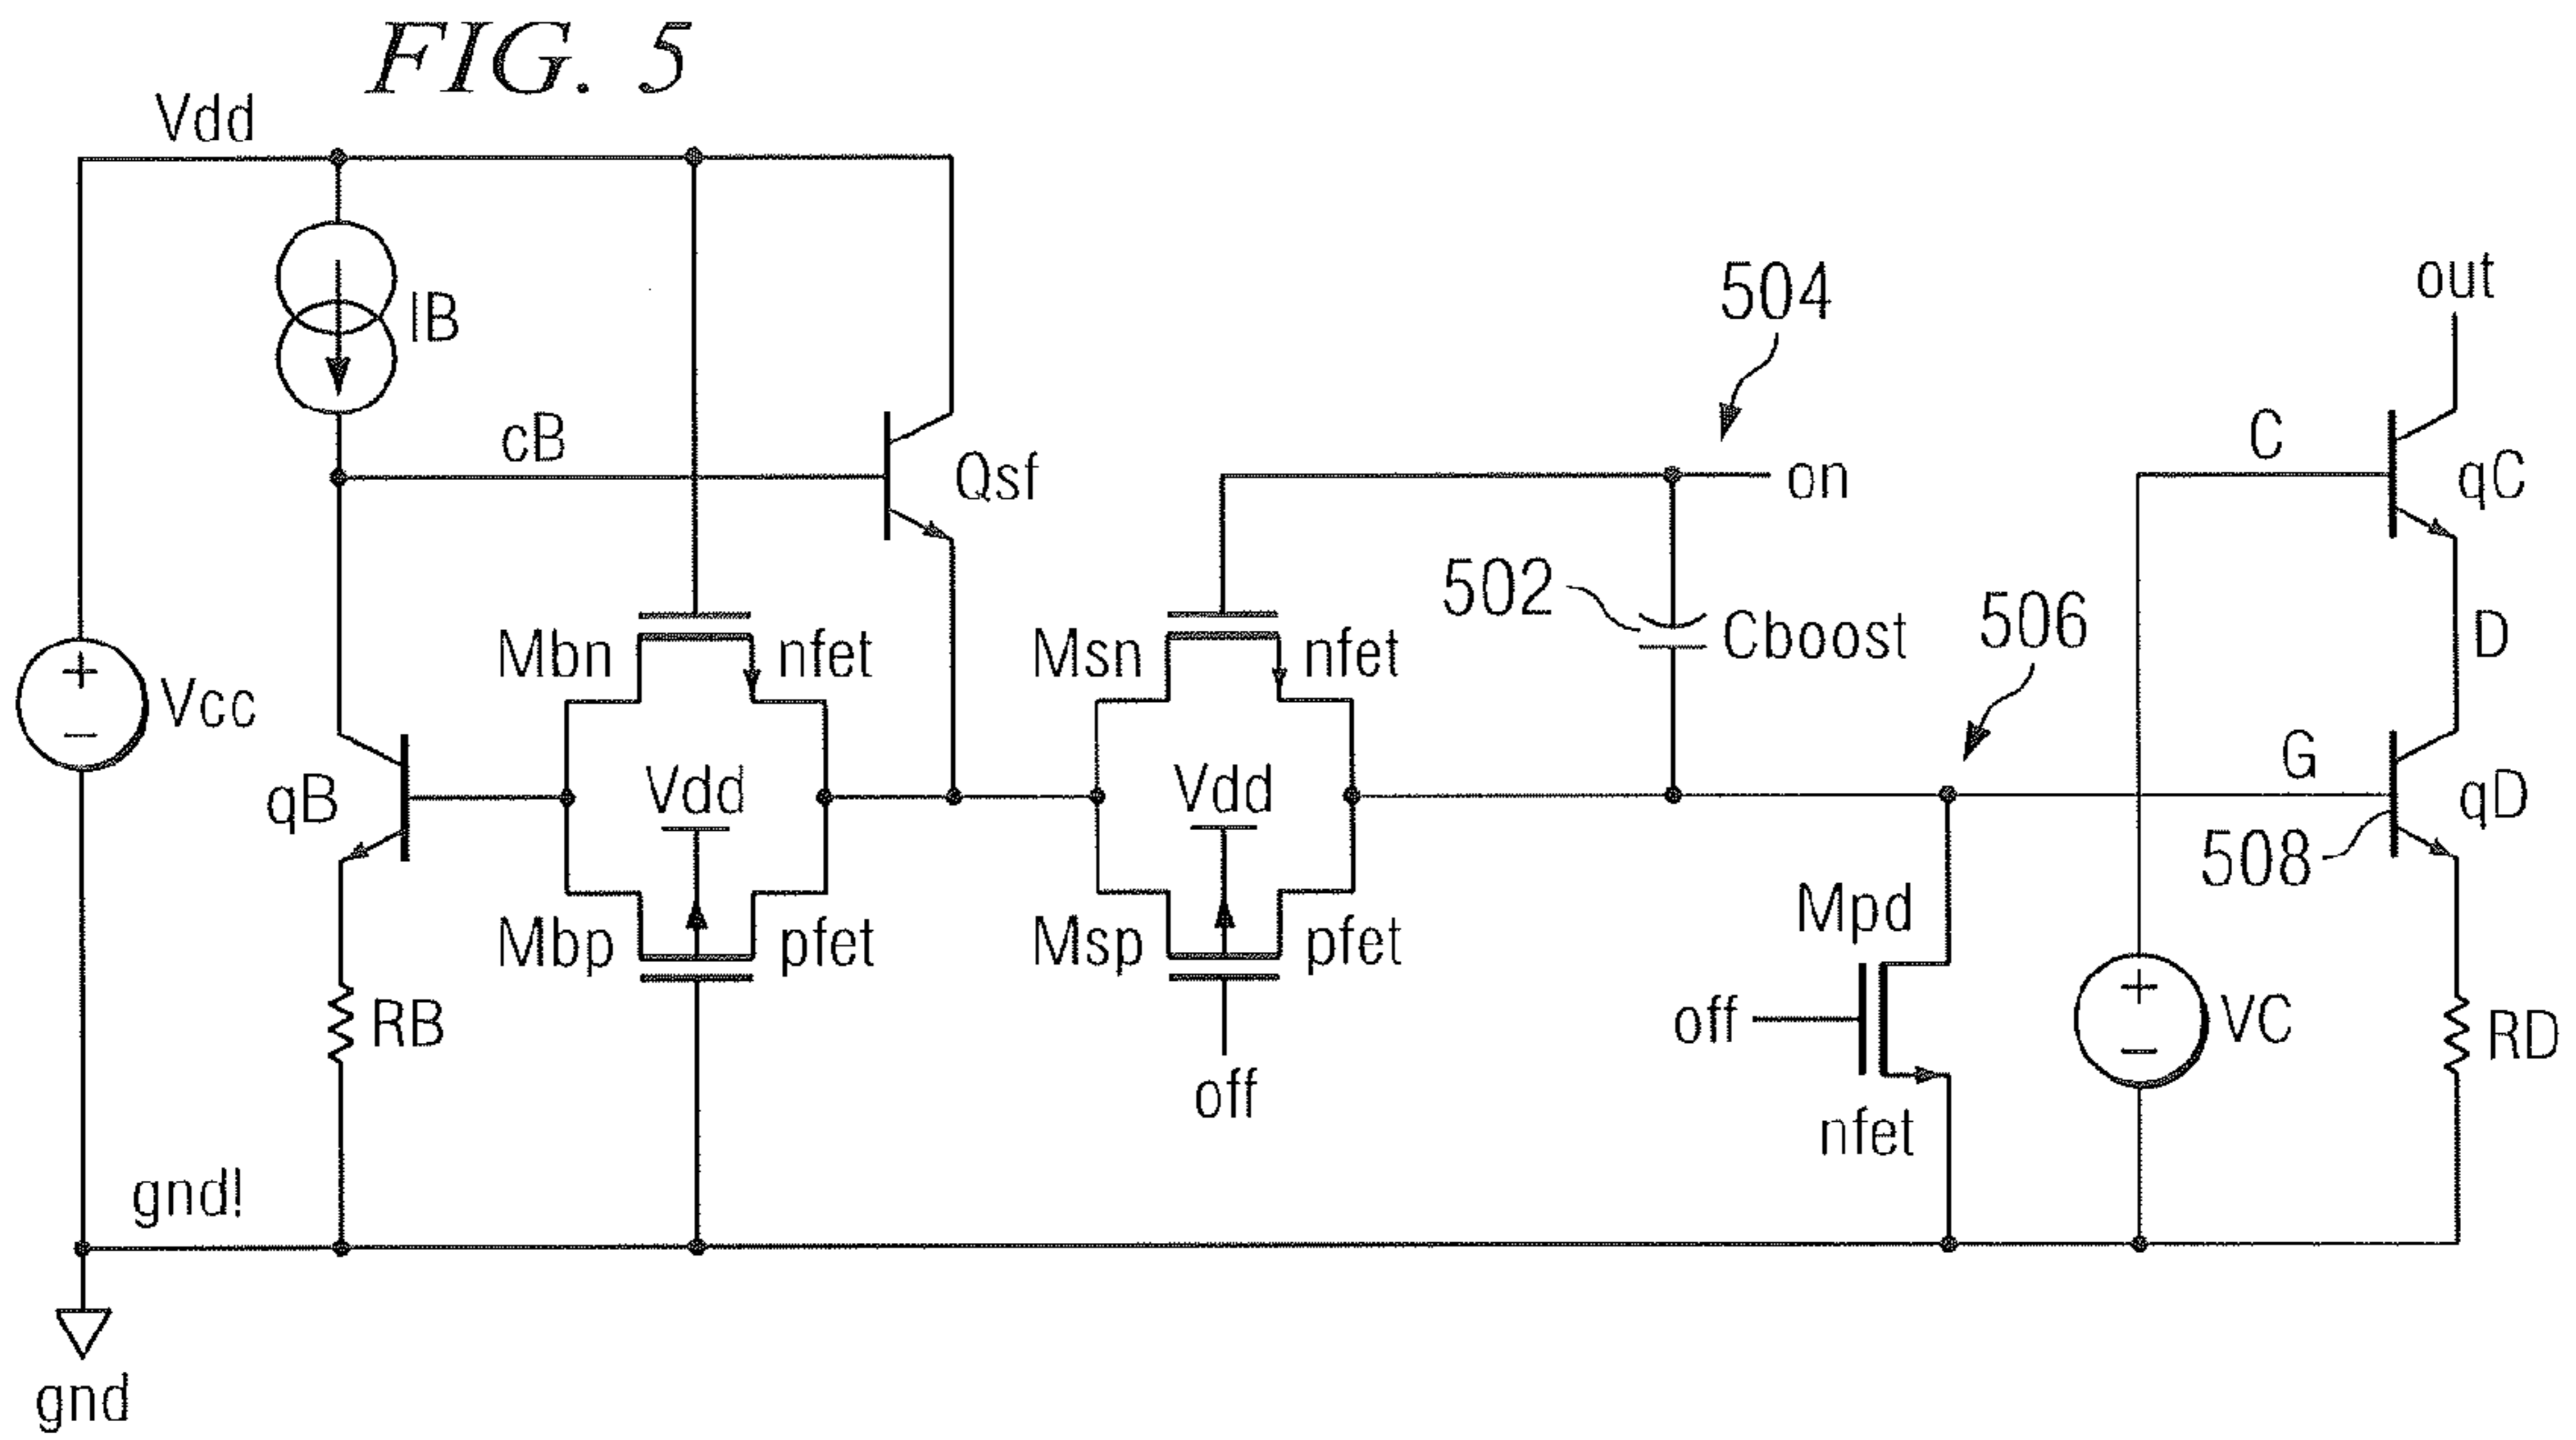 FIG. 5
Vdd
504
out
IB
C
cB
Qsf
on
qC
502
506
Mbn
nfet
Msn
nfet
Cboost
D
+
Vcc
−
Vdd
Vdd
G
qB
qD
508
Mpd
Mbp
pfet
Msp
pfet
+
RB
off
VC
RD
−
off
nfet
gnd!
gnd